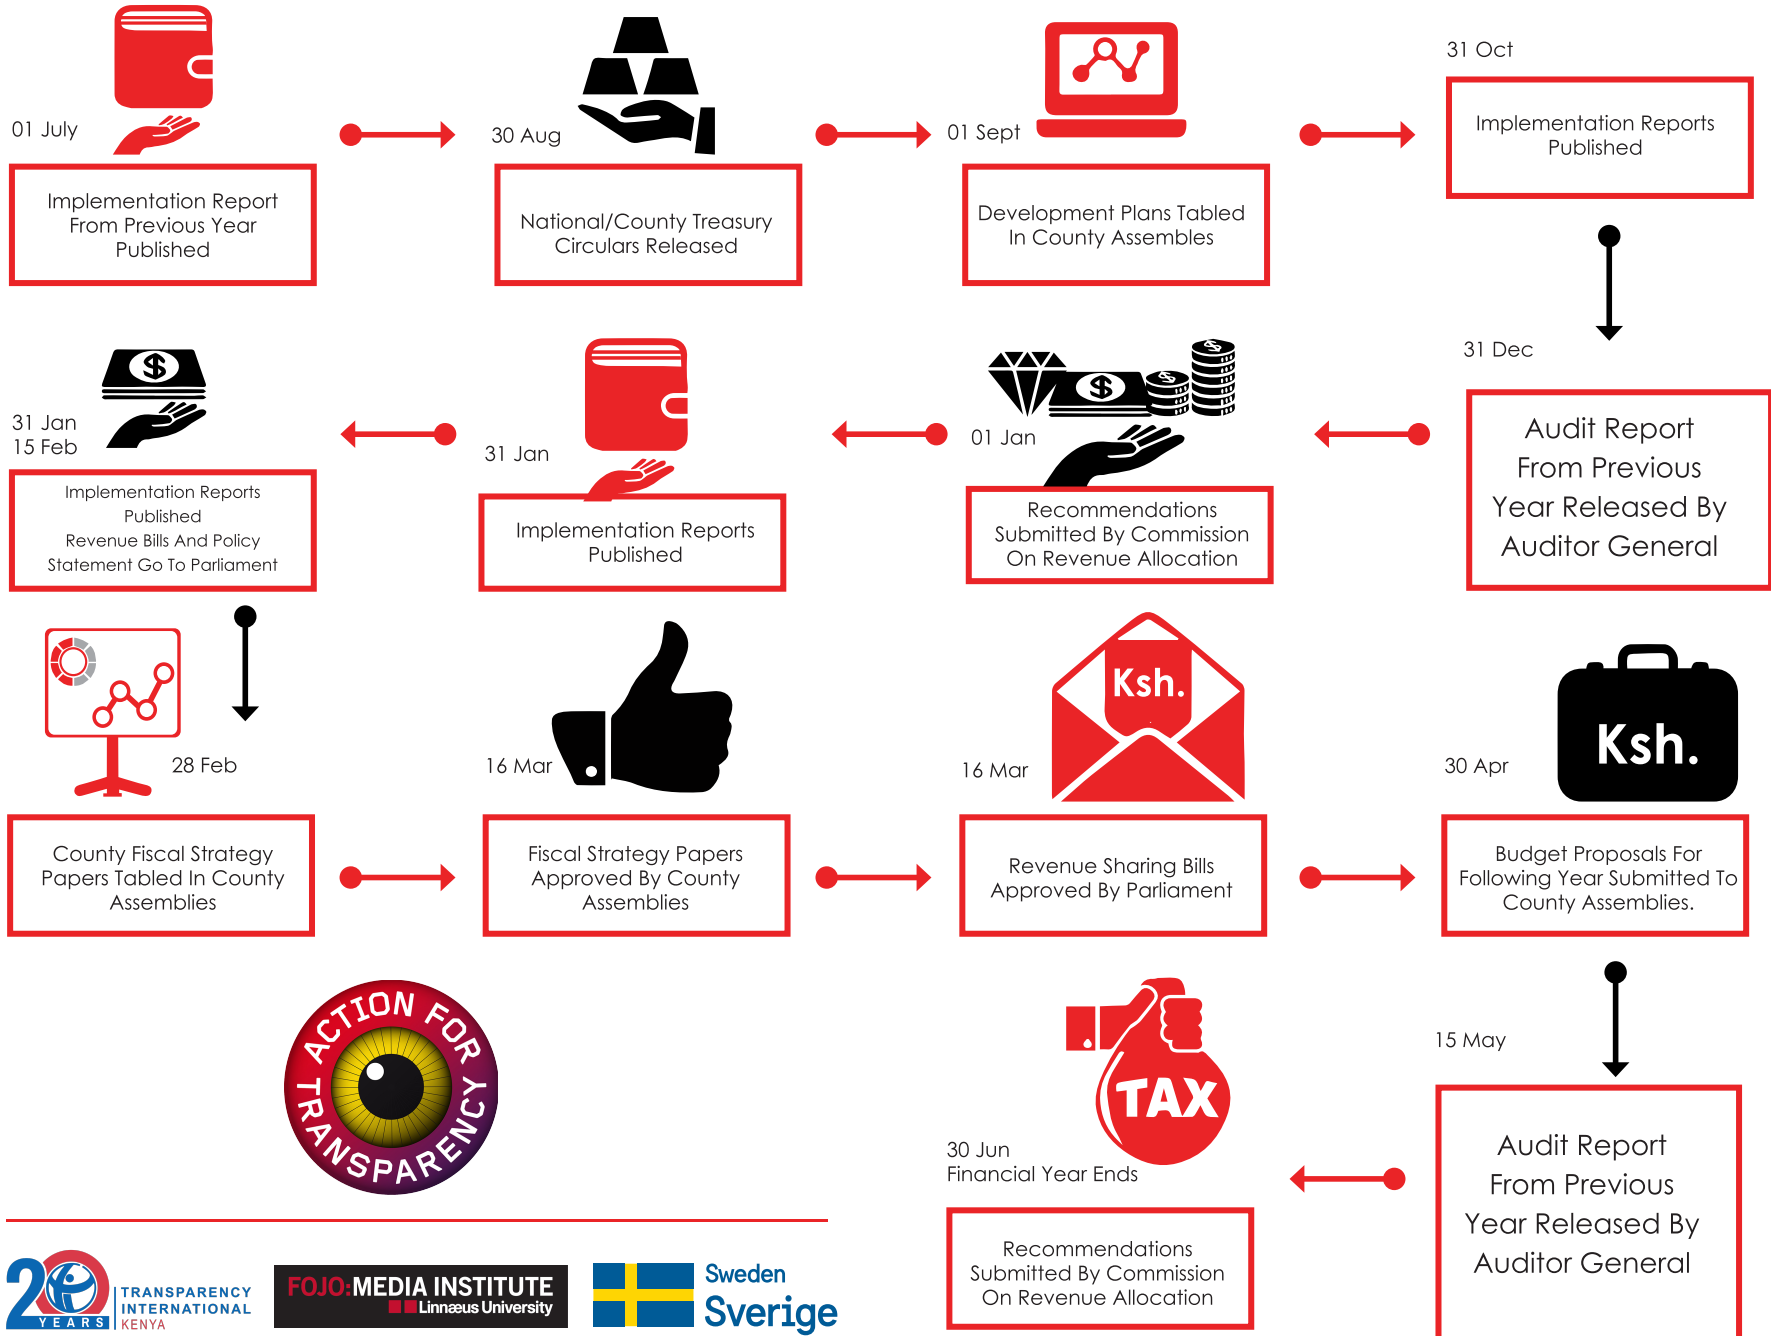 01 July
Implementation Report
From Previous Year
Published
30 Aug
National/County Treasury
Circulars Released
01 Sept
Development Plans Tabled
In County Assembles
31 Oct
Implementation Reports
Published
31 Dec
Audit Report
From Previous
Year Released By
Auditor General
01 Jan
Recommendations
Submitted By Commission
On Revenue Allocation
31 Jan
Implementation Reports
Published
31 Jan
15 Feb
Implementation Reports
Published
Revenue Bills And Policy
Statement Go To Parliament
28 Feb
County Fiscal Strategy
Papers Tabled In County
Assemblies
16 Mar
Fiscal Strategy Papers
Approved By County
Assemblies
Ksh.
16 Mar
Revenue Sharing Bills
Approved By Parliament
Ksh.
30 Apr
Budget Proposals For
Following Year Submitted To
County Assemblies.
15 May
Audit Report
From Previous
Year Released By
Auditor General
TAX
30 Jun
Financial Year Ends
Recommendations
Submitted By Commission
On Revenue Allocation
ACTION FOR
TRANSPARENCY
20
YEARS
TRANSPARENCY
INTERNATIONAL
KENYA
FOJO:MEDIA INSTITUTE
Linnæus University
Sweden
Sverige